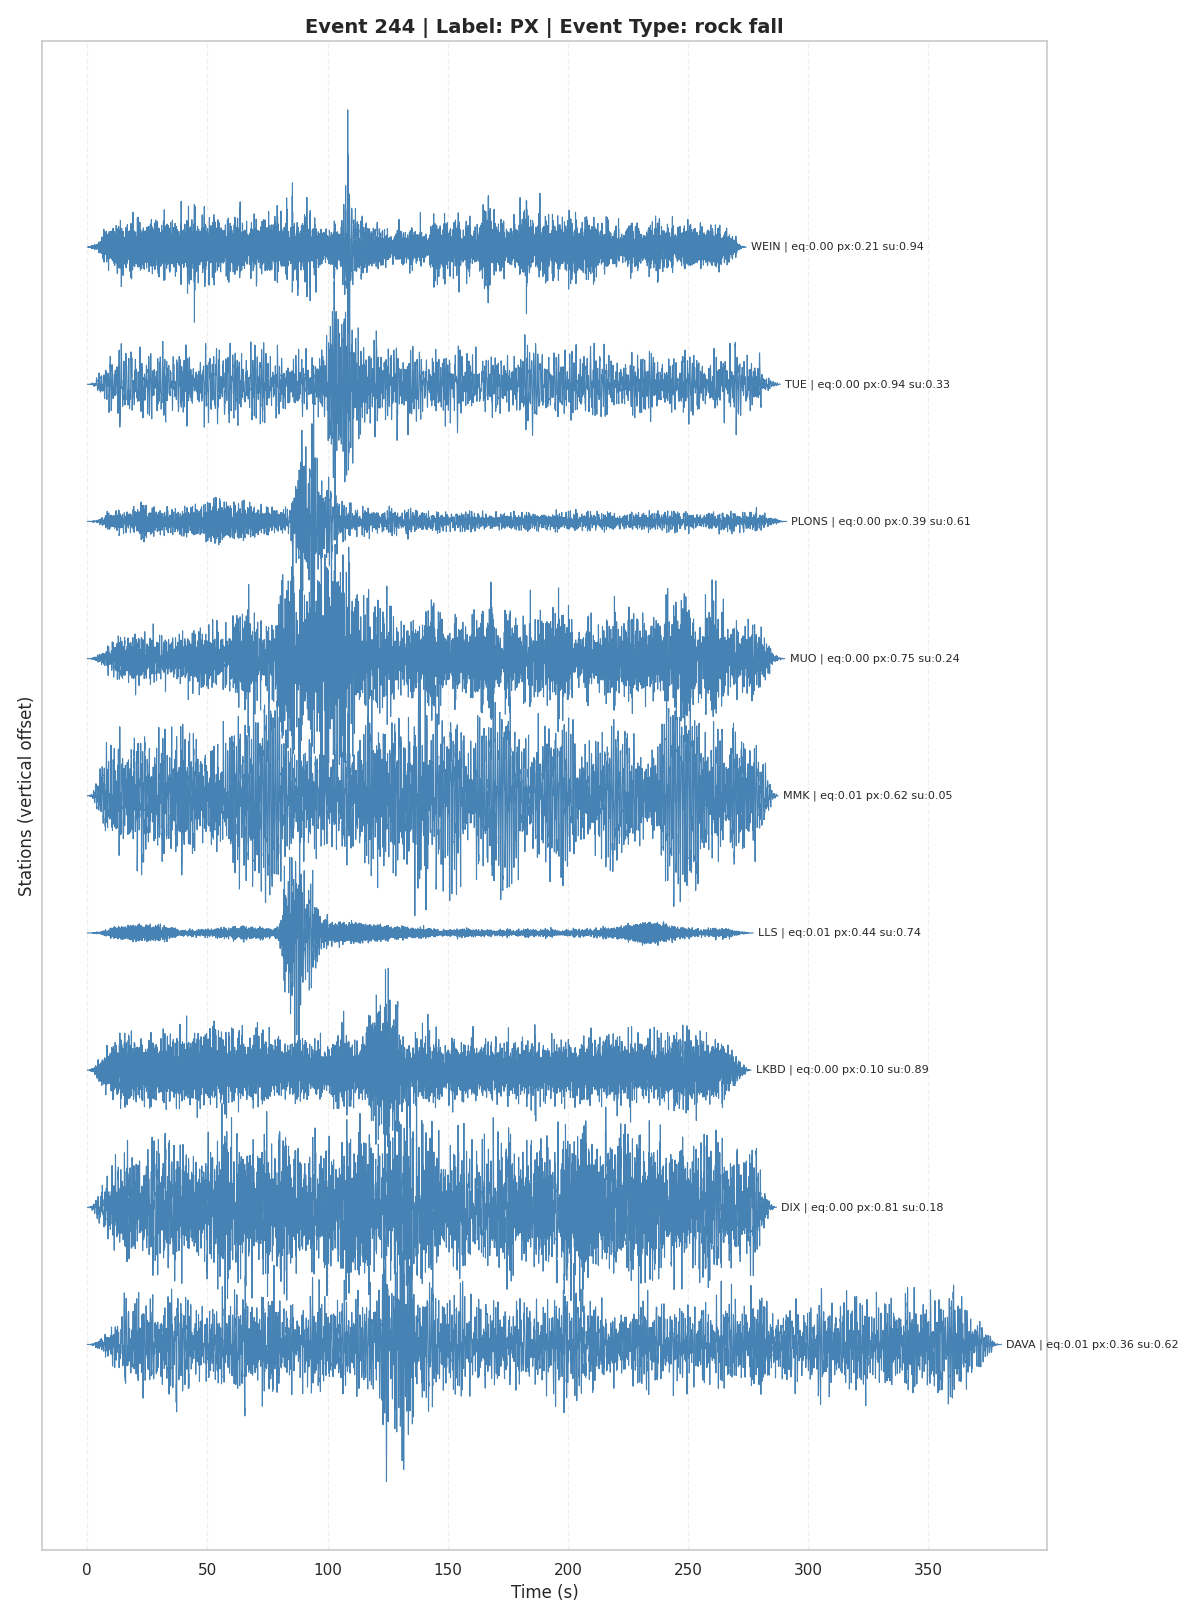 Event 244 | Label: PX | Event Type: rock fall
WEIN | eq:0.00 px:0.21 su:0.94
TUE | eq:0.00 px:0.94 su:0.33
PLONS | eq:0.00 px:0.39 su:0.61
MUO | eq:0.00 px:0.75 su:0.24
MMK | eq:0.01 px:0.62 su:0.05
LLS | eq:0.01 px:0.44 su:0.74
LKBD | eq:0.00 px:0.10 su:0.89
DIX | eq:0.00 px:0.81 su:0.18
DAVA | eq:0.01 px:0.36 su:0.62
Stations (vertical offset)
0 50 100 150 200 250 300 350
Time (s)